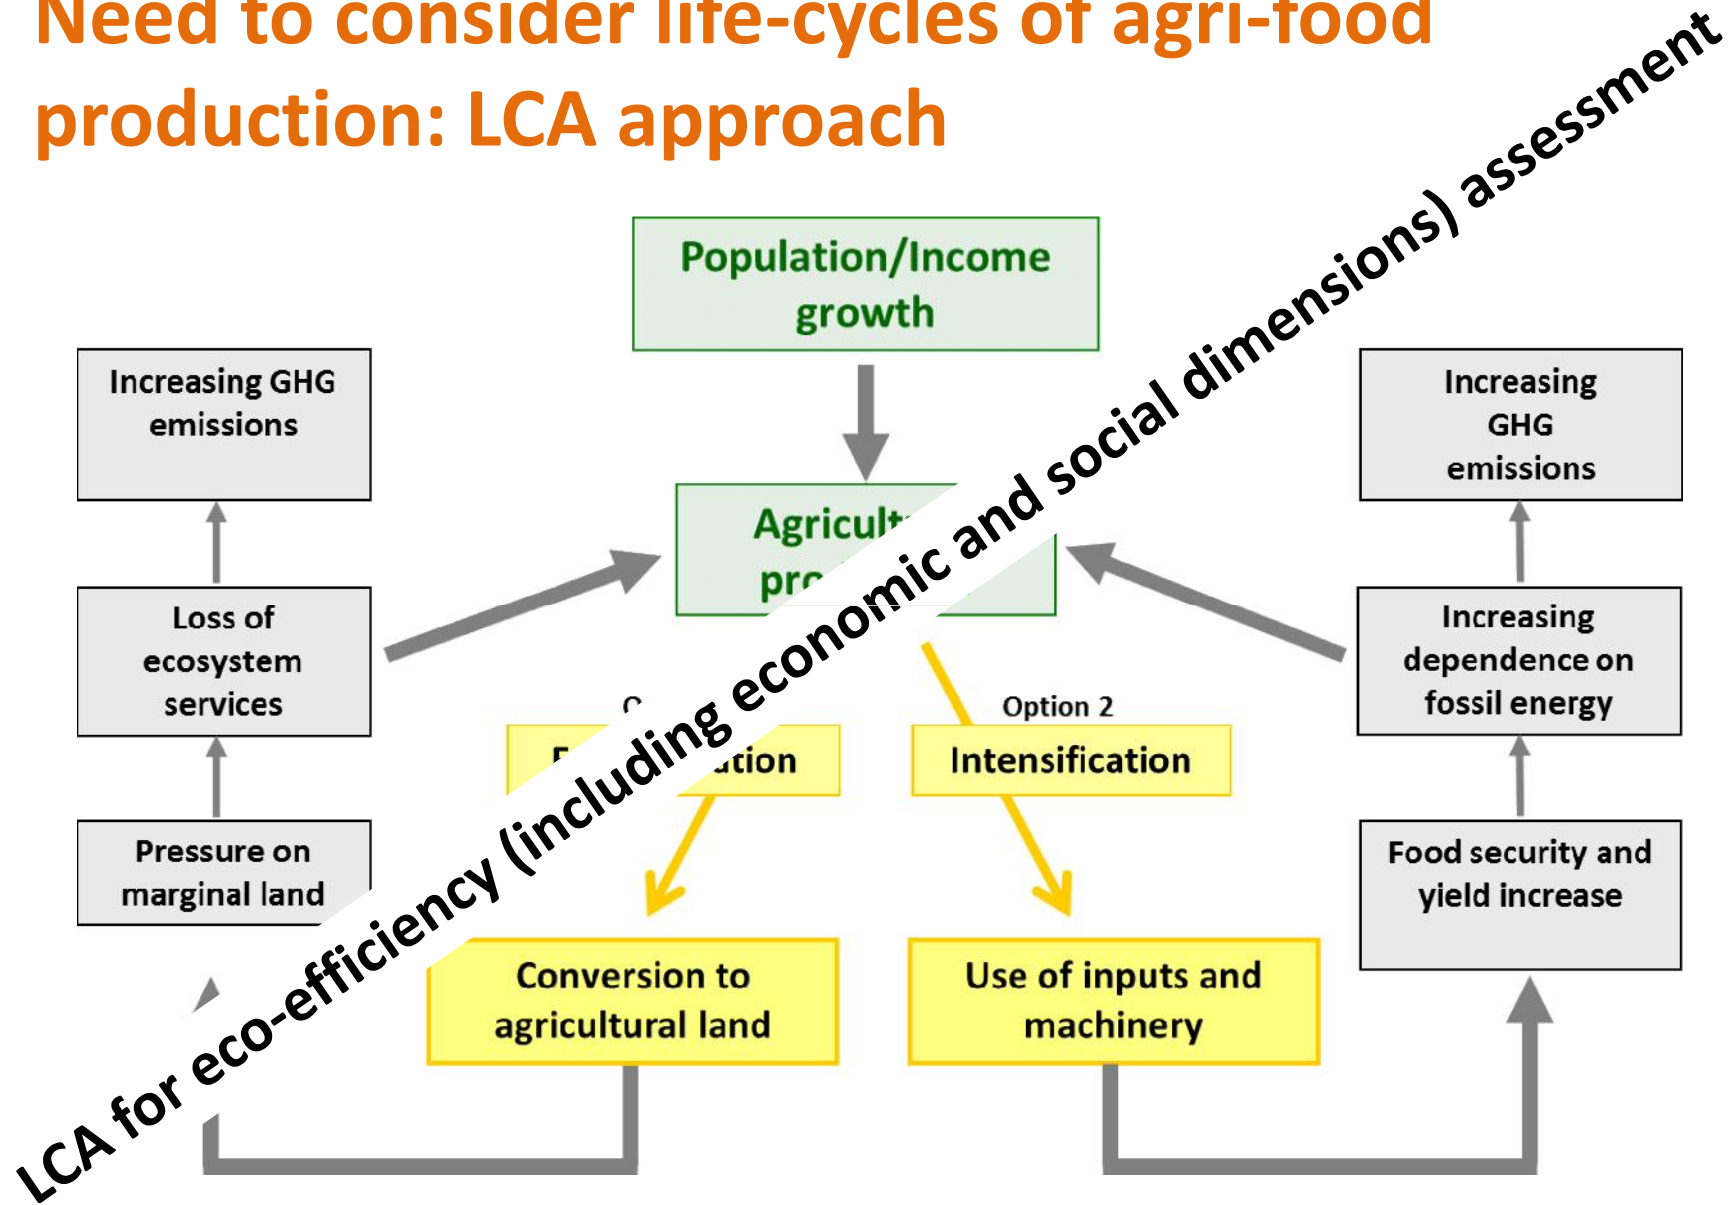 Need to consider life-cycles of agri-food
production: LCA approach
LCA for eco-efficiency (including economic and social dimensions) assessment
Population/Income
growth
Increasing GHG
emissions
Increasing
GHG
emissions
Loss of
ecosystem
services
Increasing
dependence on
fossil energy
Option 2
Intensification
Pressure on
marginal land
Food security and
yield increase
Conversion to
agricultural land
Use of inputs and
machinery